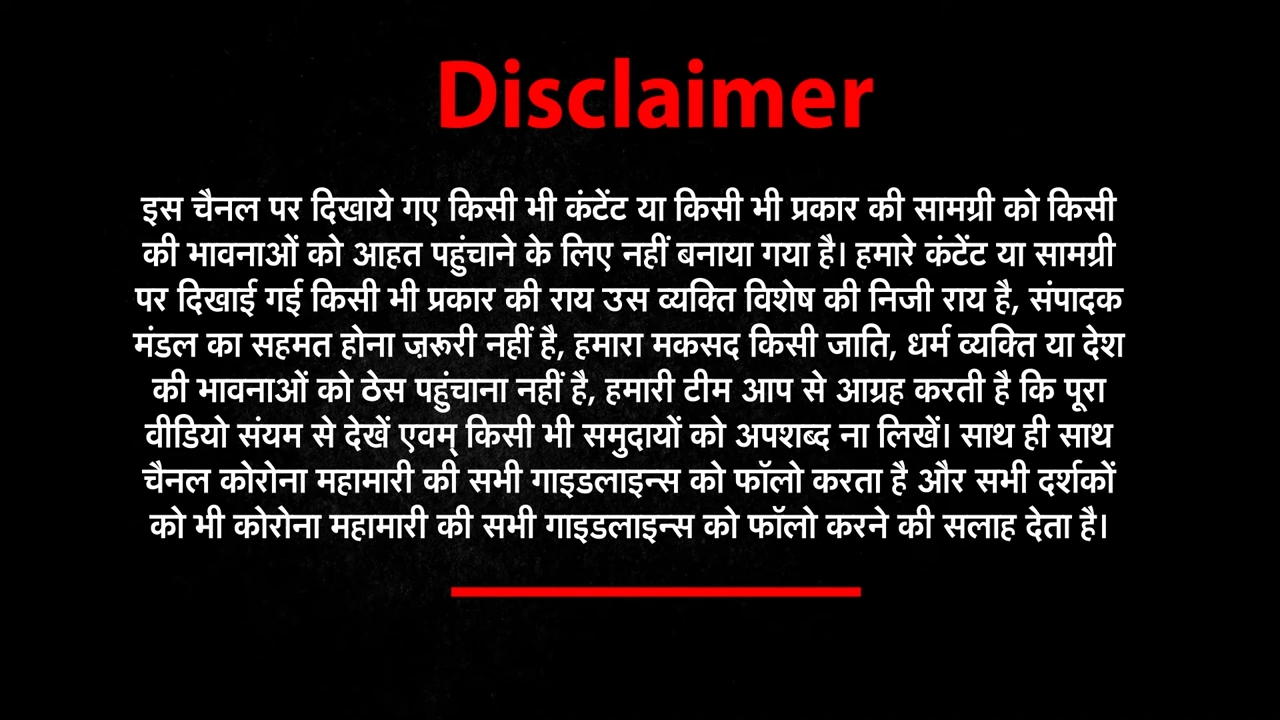 Disclaimer
इस चैनल पर दिखाये गए किसी भी कंटेंट या किसी भी प्रकार की सामग्री को किसी
की भावनाओं को आहत पहुंचाने के लिए नहीं बनाया गया है। हमारे कंटेंट या सामग्री
पर दिखाई गई किसी भी प्रकार की राय उस व्यक्ति विशेष की निजी राय है, संपादक
मंडल का सहमत होना ज़रूरी नहीं है, हमारा मकसद किसी जाति, धर्म व्यक्ति या देश
की भावनाओं को ठेस पहुंचाना नहीं है, हमारी टीम आप से आग्रह करती है कि पूरा
वीडियो संयम से देखें एवम् किसी भी समुदायों को अपशब्द ना लिखें। साथ ही साथ
चैनल कोरोना महामारी की सभी गाइडलाइन्स को फॉलो करता है और सभी दर्शकों
को भी कोरोना महामारी की सभी गाइडलाइन्स को फॉलो करने की सलाह देता है।